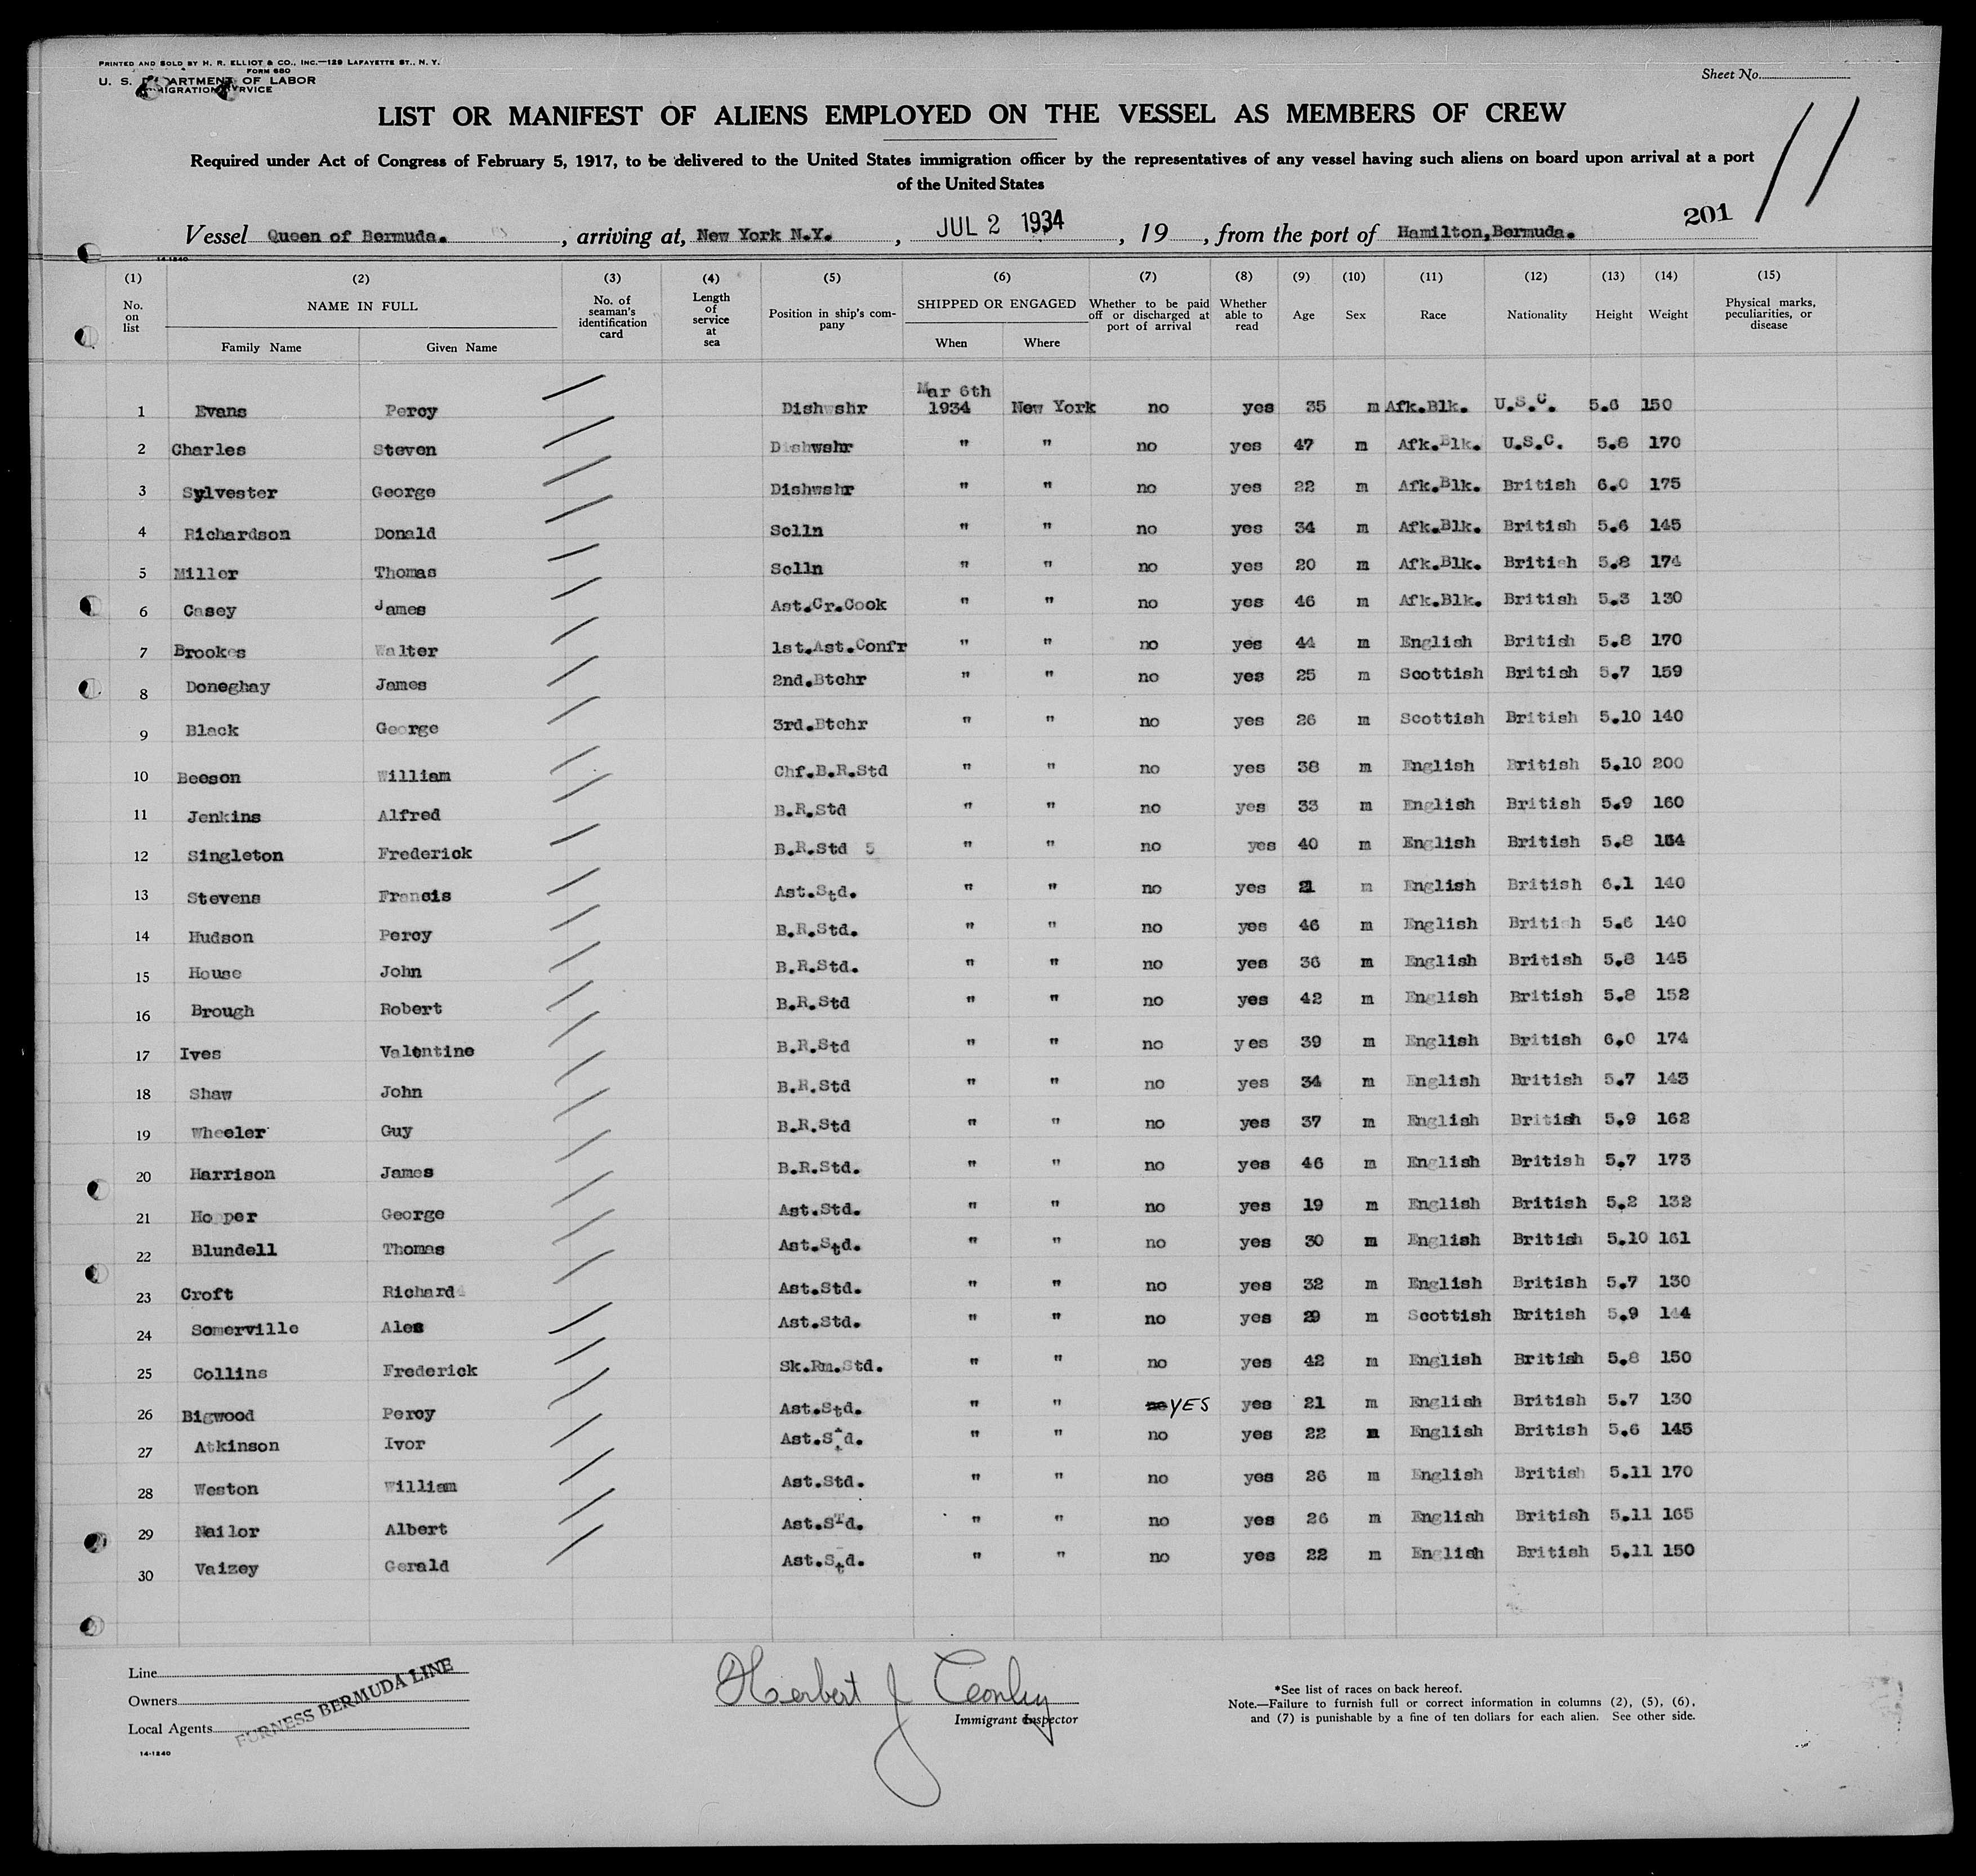 PRINTED AND SOLD BY H. R. ELLIOT & CO., INC.—129 LAFAYETTE ST., N. Y.
FORM 680
U. S. DEPARTMENT OF LABOR
IMMIGRATION SERVICE
Sheet No.
LIST OR MANIFEST OF ALIENS EMPLOYED ON THE VESSEL AS MEMBERS OF CREW
11
Required under Act of Congress of February 5, 1917, to be delivered to the United States immigration officer by the representatives of any vessel having such aliens on board upon arrival at a port
of the United States
201
Vessel Queen of Bermuda. , arriving at, New York N.Y. , JUL 2 1934 , 19 , from the port of Hamilton,Bermuda.
14-1240
(1) (2) (3) (4) (5) (6) (7) (8) (9) (10) (11) (12) (13) (14) (15)
No. on list NAME IN FULL Family Name Given Name No. of seaman's identification card Length of service at sea Position in ship's company SHIPPED OR ENGAGED When Where Whether to be paid off or discharged at port of arrival Whether able to read Age Sex Race Nationality Height Weight Physical marks, peculiarities, or disease
1 Evans Percy Dishwshr Mar 6th 1934 New York no yes 35 m Afk.Blk. U.S.C. 5.6 150
2 Charles Steven Dishwshr " " no yes 47 m Afk.Blk. U.S.C. 5.8 170
3 Sylvester George Dishwshr " " no yes 22 m Afk.Blk. British 6.0 175
4 Richardson Donald Sclln " " no yes 34 m Afk.Blk. British 5.6 145
5 Miller Thomas Sclln " " no yes 20 m Afk.Blk. British 5.8 174
6 Casey James Ast.Cr.Cook " " no yes 46 m Afk.Blk. British 5.3 130
7 Brookes Walter 1st.Ast.Confr " " no yes 44 m English British 5.8 170
8 Doneghay James 2nd.Btchr " " no yes 25 m Scottish British 5.7 159
9 Black George 3rd.Btchr " " no yes 26 m Scottish British 5.10 140
10 Beeson William Chf.B.R.Std " " no yes 38 m English British 5.10 200
11 Jenkins Alfred B.R.Std " " no yes 33 m English British 5.9 160
12 Singleton Frederick B.R.Std 5 " " no yes 40 m English British 5.8 164
13 Stevens Francis Ast.Std. " " no yes 21 m English British 6.1 140
14 Hudson Percy B.R.Std. " " no yes 46 m English British 5.6 140
15 House John B.R.Std. " " no yes 36 m English British 5.8 145
16 Brough Robert B.R.Std " " no yes 42 m English British 5.8 152
17 Ives Valentine B.R.Std " " no yes 39 m English British 6.0 174
18 Shaw John B.R.Std " " no yes 34 m English British 5.7 143
19 Wheeler Guy B.R.Std " " no yes 37 m English British 5.9 162
20 Harrison James B.R.Std. " " no yes 46 m English British 5.7 173
21 Hooper George Ast.Std. " " no yes 19 m English British 5.2 132
22 Blundell Thomas Ast.Std. " " no yes 30 m English British 5.10 161
23 Croft Richard Ast.Std. " " no yes 32 m English British 5.7 130
24 Somerville Alec Ast.Std. " " no yes 29 m Scottish British 5.9 144
25 Collins Frederick Sk.Rm.Std. " " no yes 42 m English British 5.8 150
26 Bigwood Percy Ast.Std. " " no YES yes 21 m English British 5.7 130
27 Atkinson Ivor Ast.Std. " " no yes 22 m English British 5.6 145
28 Weston William Ast.Std. " " no yes 26 m English British 5.11 170
29 Nailor Albert Ast.STd. " " no yes 26 m English British 5.11 165
30 Vaizey Gerald Ast.Std. " " no yes 22 m English British 5.11 150
Line
Owners
Local Agents
FURNESS BERMUDA LINE
14-1240
Herbert J
Immigrant Inspector
*See list of races on back hereof.
Note.—Failure to furnish full or correct information in columns (2), (5), (6),
and (7) is punishable by a fine of ten dollars for each alien. See other side.